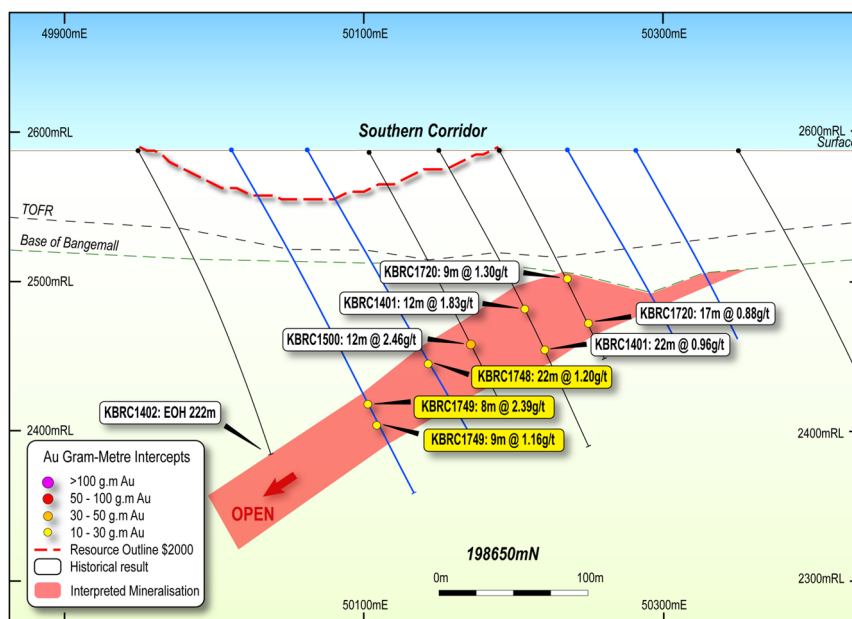 49900mE
50100mE
50300mE
2600mRL
2600mRL
Southern Corridor
Surface
TOFR
Base of Bangemall
KBRC1720: 9m @ 1.30g/t
2500mRL
KBRC1401: 12m @ 1.83g/t
KBRC1720: 17m @ 0.88g/t
KBRC1500: 12m @ 2.46g/t
KBRC1401: 22m @ 0.96g/t
KBRC1748: 22m @ 1.20g/t
KBRC1749: 8m @ 2.39g/t
KBRC1402: EOH 222m
2400mRL
2400mRL
KBRC1749: 9m @ 1.16g/t
Au Gram-Metre Intercepts
>100 g.m Au
50 - 100 g.m Au
30 - 50 g.m Au
10 - 30 g.m Au
Resource Outline $2000
Historical result
Interpreted Mineralisation
OPEN
198650mN
0m
100m
2300mRL
50100mE
50300mE